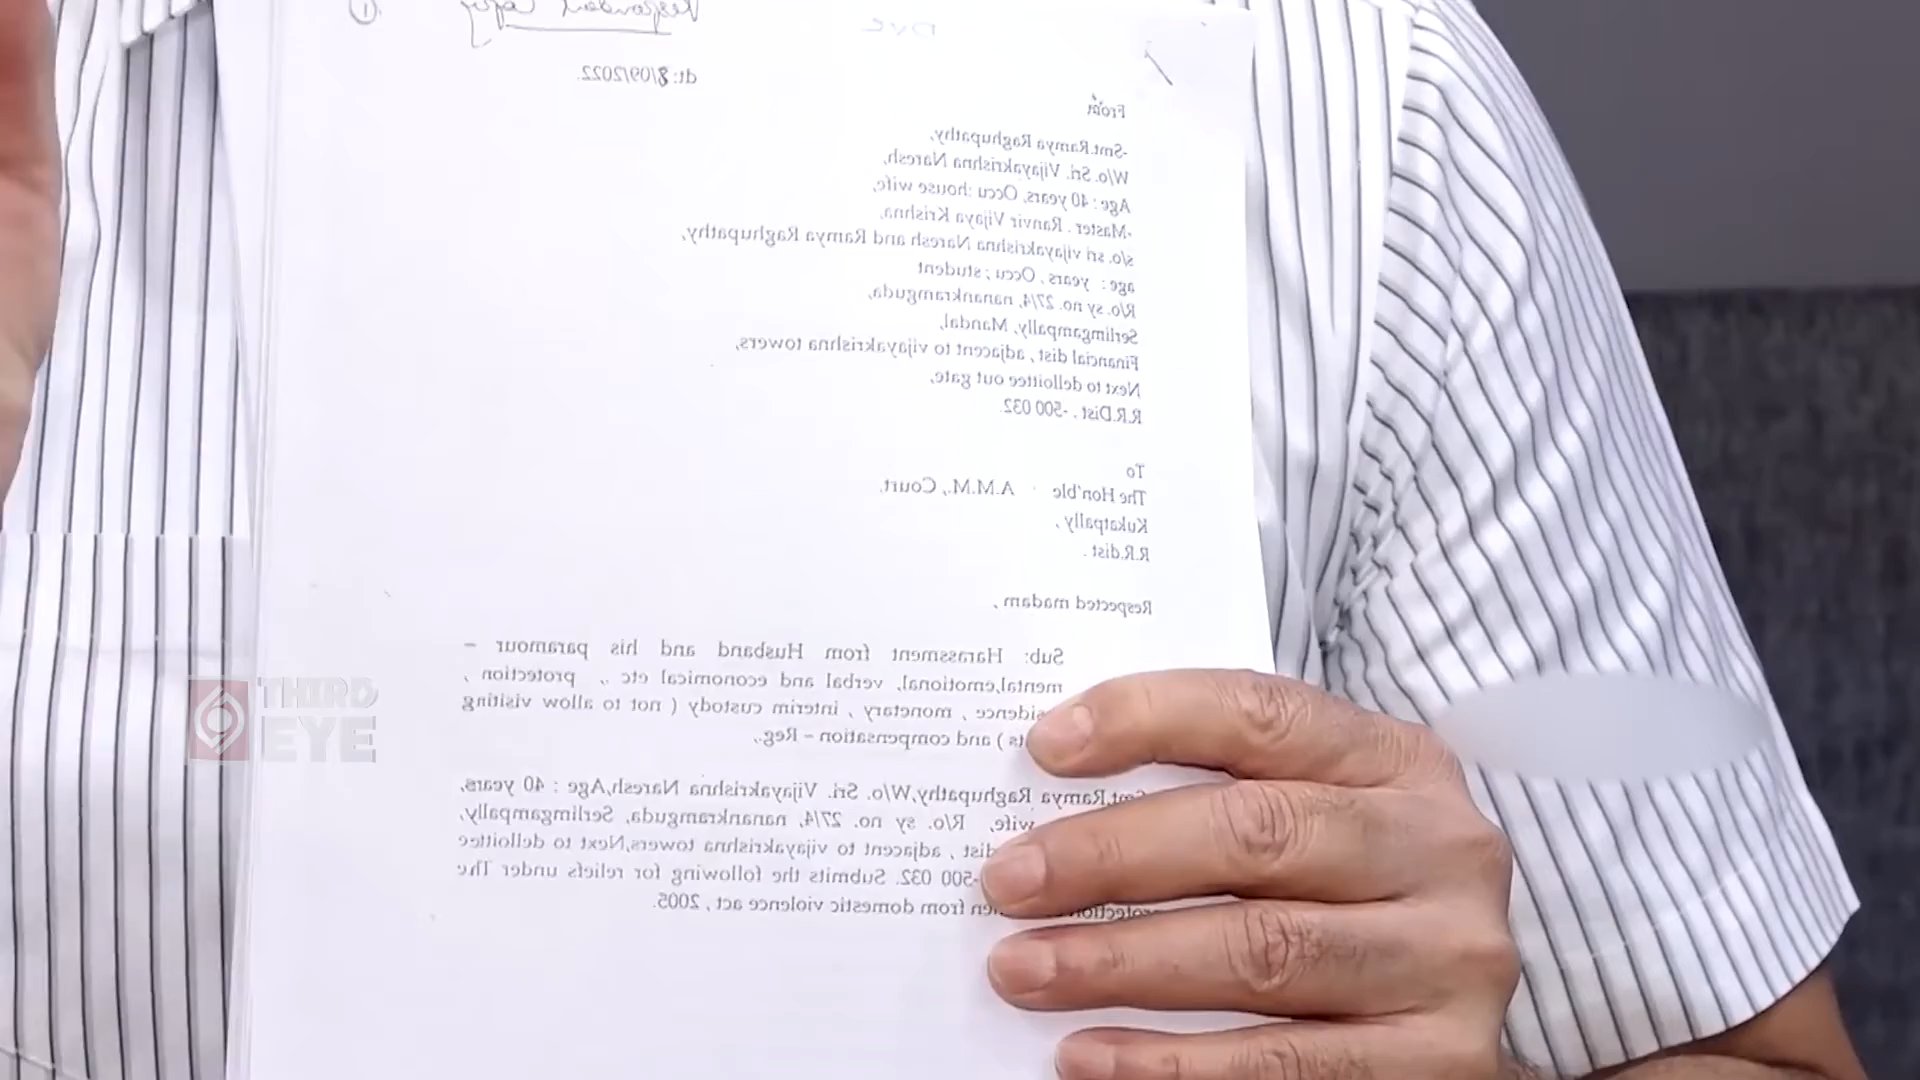 1
dt: 8/09/2022.
From
-Smt.Ramya Raghupathy,
W/o. Sri. Vijayakrishna Naresh,
Age : 40 years, Occu :house wife,
-Master . Ranvir Vijaya Krishna,
s/o. sri vijayakrishna Naresh and Ramya Raghupathy,
age : years , Occu ; student
R/o. sy no. 27/4, nanankramguda,
Serlimgampally, Mandal,
Financial dist , adjacent to vijayakrishna towers,
Next to delloittee out gate,
R.R.Dist . -500 032.
To
The Hon'ble A.M.M., Court,
Kukatpally ,
R.R.dist .
Respected madam ,
Sub: Harassment from Husband and his paramour –
mental,emotional, verbal and economical etc ., protection ,
monetary , interim custody ( not to allow visiting
) and compensation – Reg.,
Ramya Raghupathy,W/o. Sri. Vijayakrishna Naresh,Age : 40 years,
wife, R/o. sy no. 27/4, nanankramguda, Serlimgampally,
dist , adjacent to vijayakrishna towers,Next to delloittee
-500 032. Submits the following for reliefs under The
from domestic violence act , 2005.
THIRD
EYE